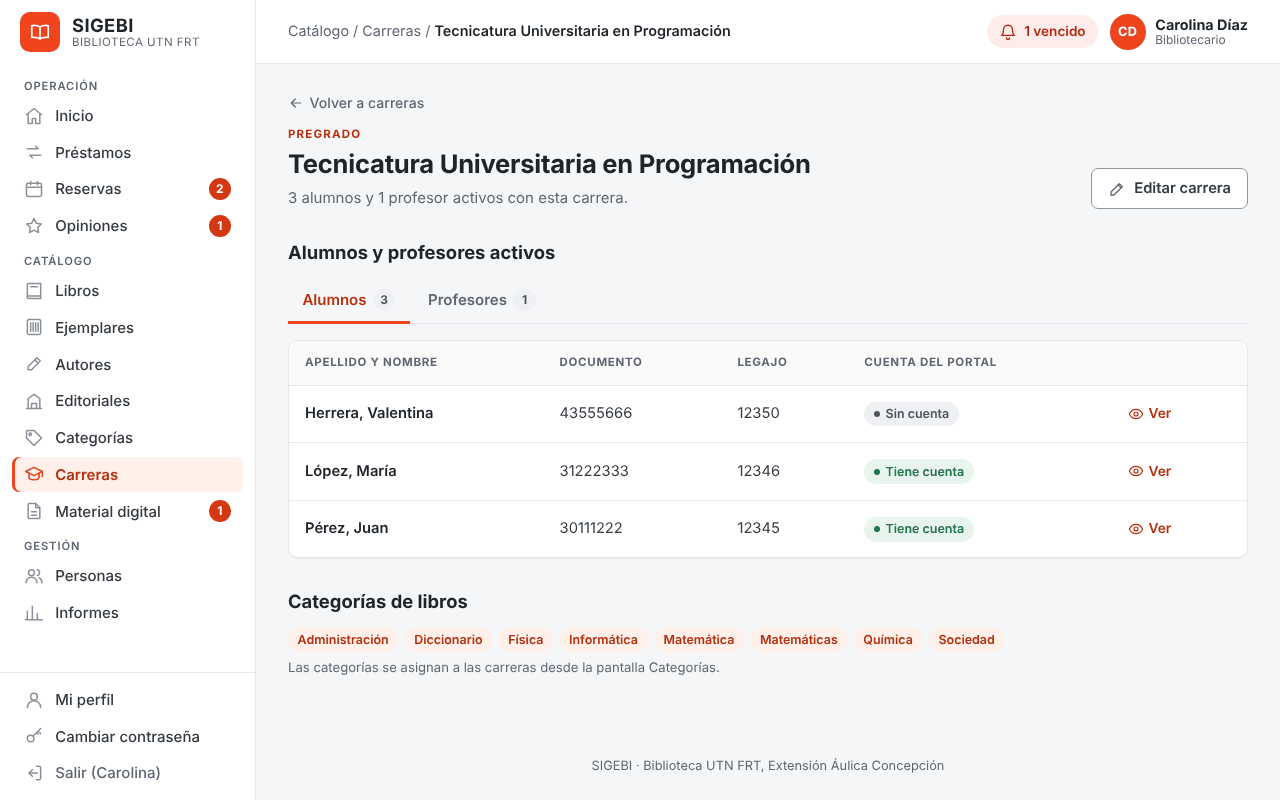 SIGEBI
BIBLIOTECA UTN FRT
OPERACIÓN
Inicio
Préstamos
Reservas 2
Opiniones 1
CATÁLOGO
Libros
Ejemplares
Autores
Editoriales
Categorías
Carreras
Material digital 1
GESTIÓN
Personas
Informes
Mi perfil
Cambiar contraseña
Salir (Carolina)
Catálogo / Carreras / Tecnicatura Universitaria en Programación
1 vencido
CD
Carolina Díaz
Bibliotecario
Volver a carreras
PREGRADO
Tecnicatura Universitaria en Programación
3 alumnos y 1 profesor activos con esta carrera.
Editar carrera
Alumnos y profesores activos
Alumnos 3 Profesores 1
APELLIDO Y NOMBRE DOCUMENTO LEGAJO CUENTA DEL PORTAL
Herrera, Valentina 43555666 12350 Sin cuenta Ver
López, María 31222333 12346 Tiene cuenta Ver
Pérez, Juan 30111222 12345 Tiene cuenta Ver
Categorías de libros
Administración Diccionario Física Informática Matemática Matemáticas Química Sociedad
Las categorías se asignan a las carreras desde la pantalla Categorías.
SIGEBI · Biblioteca UTN FRT, Extensión Áulica Concepción